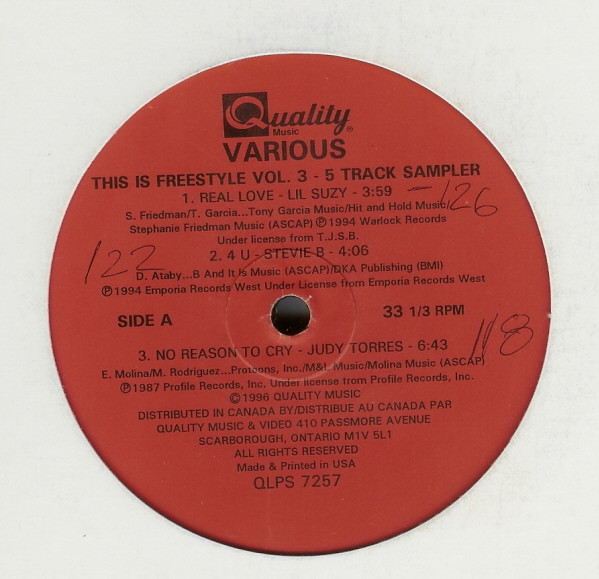 Quality
Music ®
VARIOUS
THIS IS FREESTYLE VOL. 3 - 5 TRACK SAMPLER
1. REAL LOVE - LIL SUZY - 3:59 - 126
S. Friedman/T. Garcia...Tony Garcia Music/Hit and Hold Music/
Stephanie Friedman Music (ASCAP) ℗ 1994 Warlock Records
Under license from T.J.S.B.
122
2. 4 U - STEVIE B - 4:06
D. Ataby...B And It Is Music (ASCAP)/DKA Publishing (BMI)
℗ 1994 Emporia Records West Under License from Emporia Records West
SIDE A
33 1/3 RPM
118
3. NO REASON TO CRY - JUDY TORRES - 6:43
E. Molina/M. Rodriguez...Protoons, Inc./M&L Music/Molina Music (ASCAP)
℗ 1987 Profile Records, Inc. Under license from Profile Records, Inc.
© 1996 QUALITY MUSIC
DISTRIBUTED IN CANADA BY/DISTRIBUE AU CANADA PAR
QUALITY MUSIC & VIDEO 410 PASSMORE AVENUE
SCARBOROUGH, ONTARIO M1V 5L1
ALL RIGHTS RESERVED
Made & Printed in USA
QLPS 7257